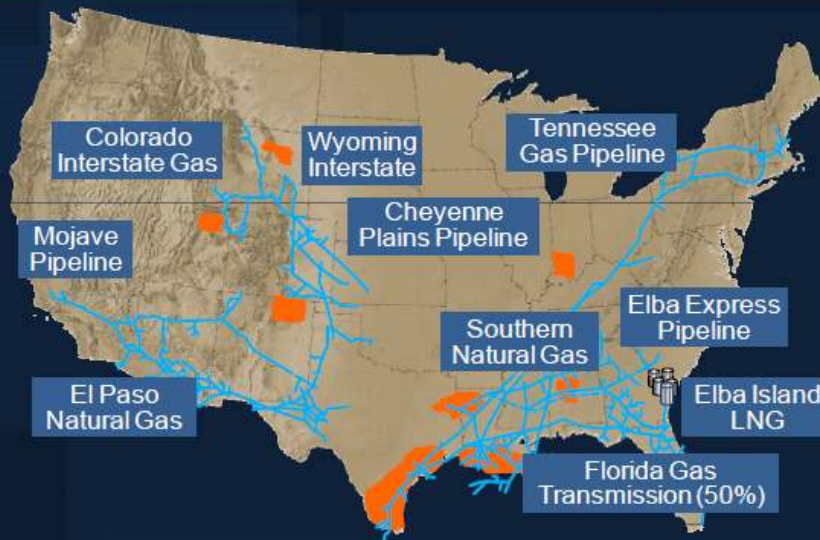 Colorado
Interstate Gas
Wyoming
Interstate
Tennessee
Gas Pipeline
Mojave
Pipeline
Cheyenne
Plains Pipeline
Elba Express
Pipeline
Southern
Natural Gas
El Paso
Natural Gas
Elba Island
LNG
Florida Gas
Transmission (50%)